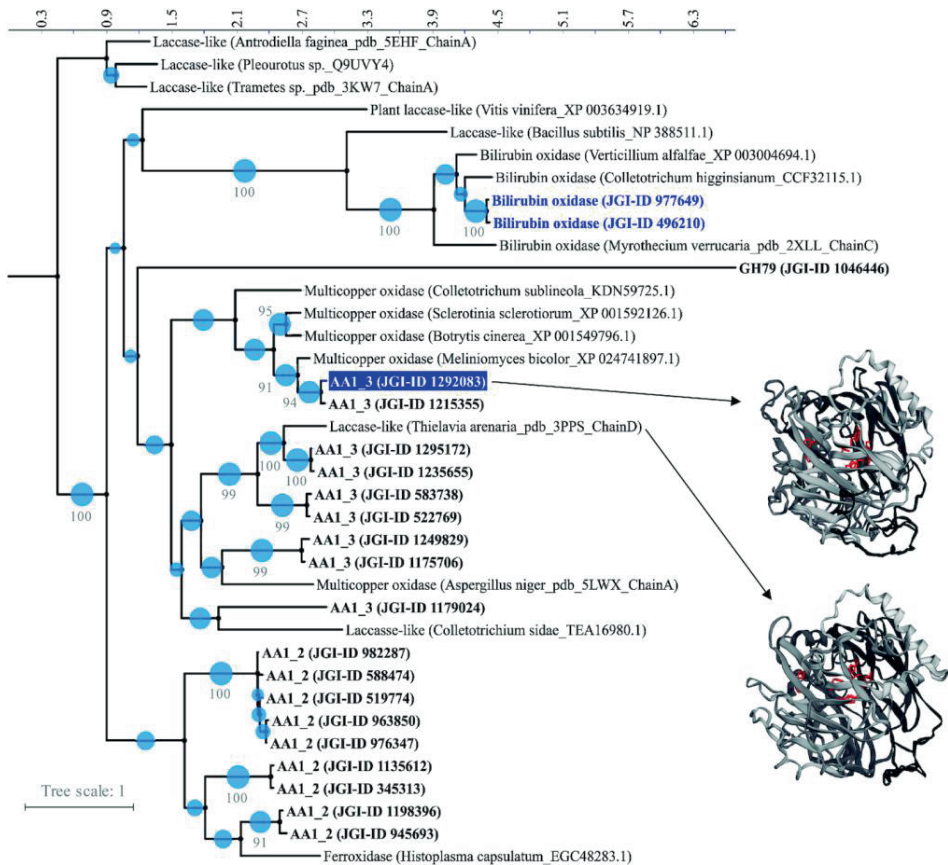 0.3 0.9 1.5 2.1 2.7 3.3 3.9 4.5 5.1 5.7 6.3
Laccase-like (Antrodiella faginea_pdb_5EHF_ChainA)
Laccase-like (Pleourotus sp._Q9UVY4)
Laccase-like (Trametes sp._pdb_3KW7_ChainA)
Plant laccase-like (Vitis vinifera_XP 003634919.1)
Laccase-like (Bacillus subtilis_NP 388511.1)
Bilirubin oxidase (Verticillium alfalfae_XP 003004694.1)
100
Bilirubin oxidase (Colletotrichum higginsianum_CCF32115.1)
Bilirubin oxidase (JGI-ID 977649)
Bilirubin oxidase (JGI-ID 496210)
100
100
Bilirubin oxidase (Myrothecium verrucaria_pdb_2XLL_ChainC)
GH79 (JGI-ID 1046446)
Multicopper oxidase (Colletotrichum sublineola_KDN59725.1)
95
Multicopper oxidase (Sclerotinia sclerotiorum_XP 001592126.1)
Multicopper oxidase (Botrytis cinerea_XP 001549796.1)
Multicopper oxidase (Meliniomyces bicolor_XP 024741897.1)
91
AA1_3 (JGI-ID 1292083)
94
AA1_3 (JGI-ID 1215355)
Laccase-like (Thielavia arenaria_pdb_3PPS_ChainD)
100
AA1_3 (JGI-ID 1295172)
AA1_3 (JGI-ID 1235655)
99
100
AA1_3 (JGI-ID 583738)
100
AA1_3 (JGI-ID 522769)
99
AA1_3 (JGI-ID 1249829)
AA1_3 (JGI-ID 1175706)
99
Multicopper oxidase (Aspergillus niger_pdb_5LWX_ChainA)
AA1_3 (JGI-ID 1179024)
Laccasse-like (Colletotrichium sidae_TEA16980.1)
AA1_2 (JGI-ID 982287)
AA1_2 (JGI-ID 588474)
100
AA1_2 (JGI-ID 519774)
AA1_2 (JGI-ID 963850)
AA1_2 (JGI-ID 976347)
AA1_2 (JGI-ID 1135612)
Tree scale: 1
AA1_2 (JGI-ID 345313)
100
AA1_2 (JGI-ID 1198396)
AA1_2 (JGI-ID 945693)
91
Ferroxidase (Histoplasma capsulatum_EGC48283.1)